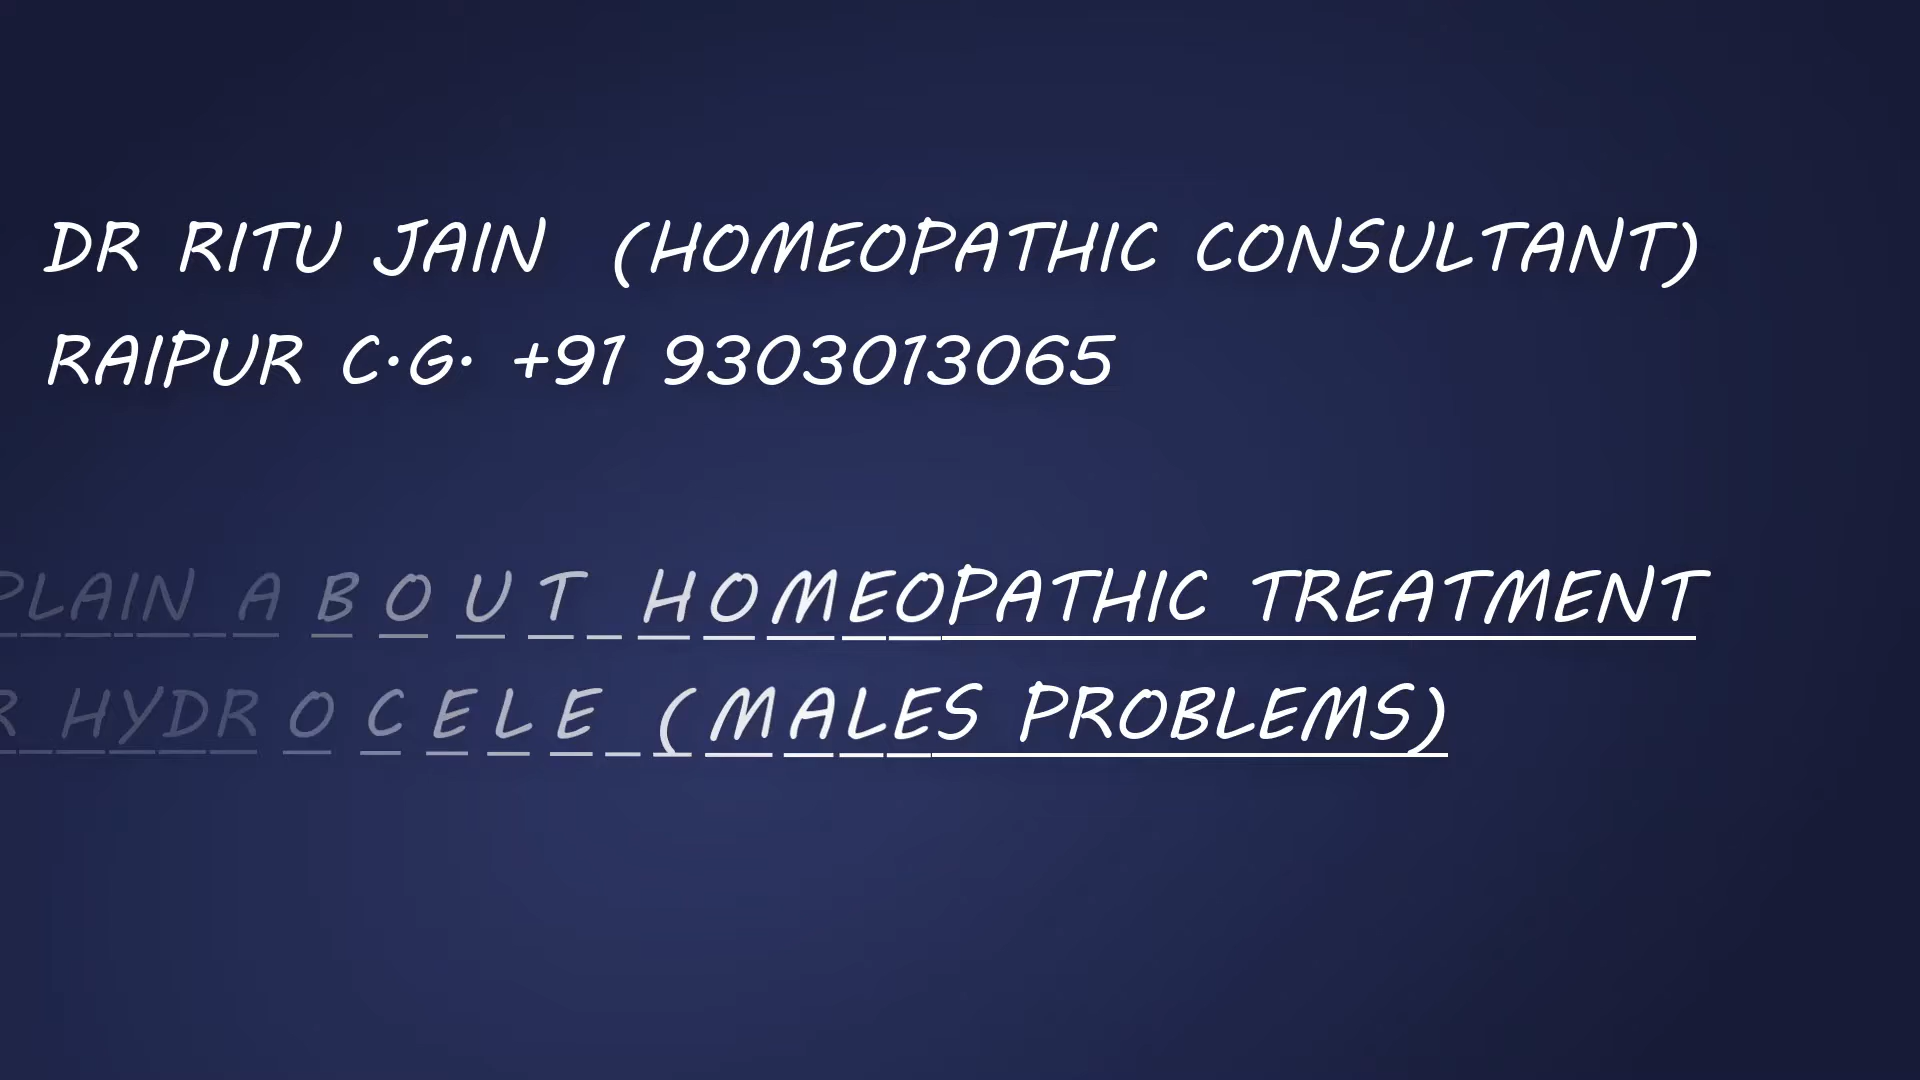 DR RITU JAIN (HOMEOPATHIC CONSULTANT)
RAIPUR C.G. +91 9303013065
PLAIN ABOUT HOMEOPATHIC TREATMENT
R HYDROCELE (MALES PROBLEMS)